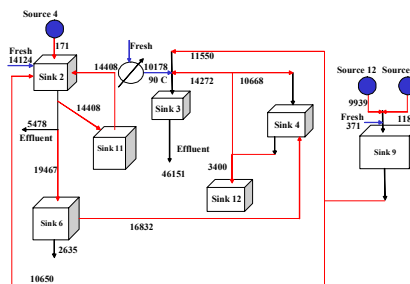 Source 4
171
Fresh
14124
Sink 2
14408
14408
5478
Effluent
19467
Sink 11
Sink 6
2635
10650
16832
Fresh
10178
90 C
11550
14272
10668
Sink 3
Effluent
46151
Sink 4
3400
Sink 12
Source 12
Source
9939
Fresh
371
118
Sink 9